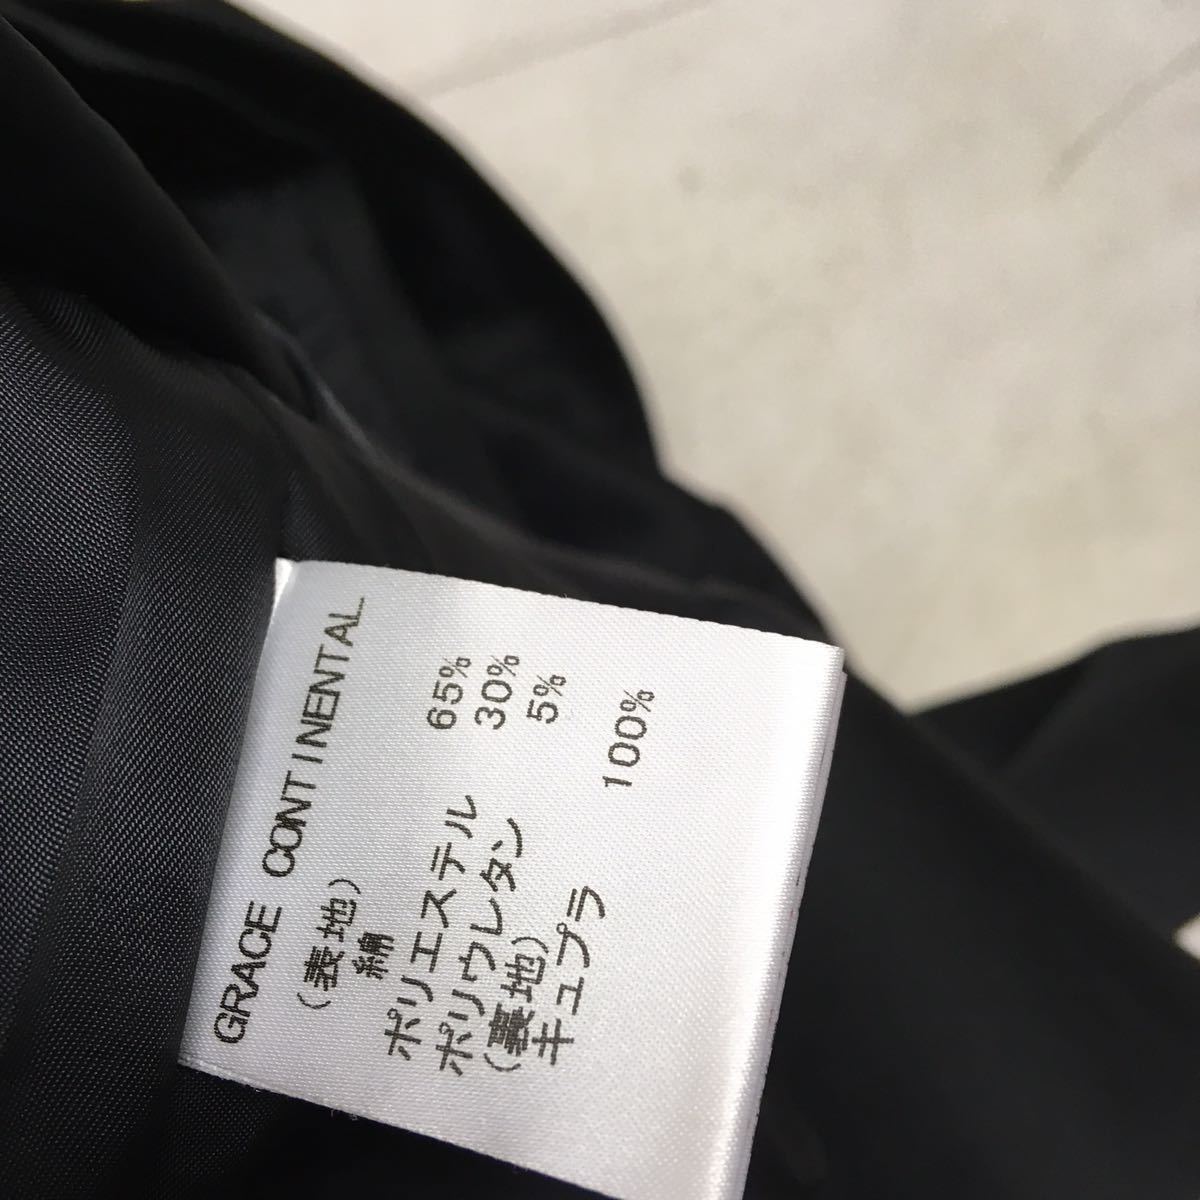 GRACE CONTINENTAL
(表地)
綿 65%
ポリエステル 30%
ポリウレタン 5%
(裏地)
キュプラ 100%